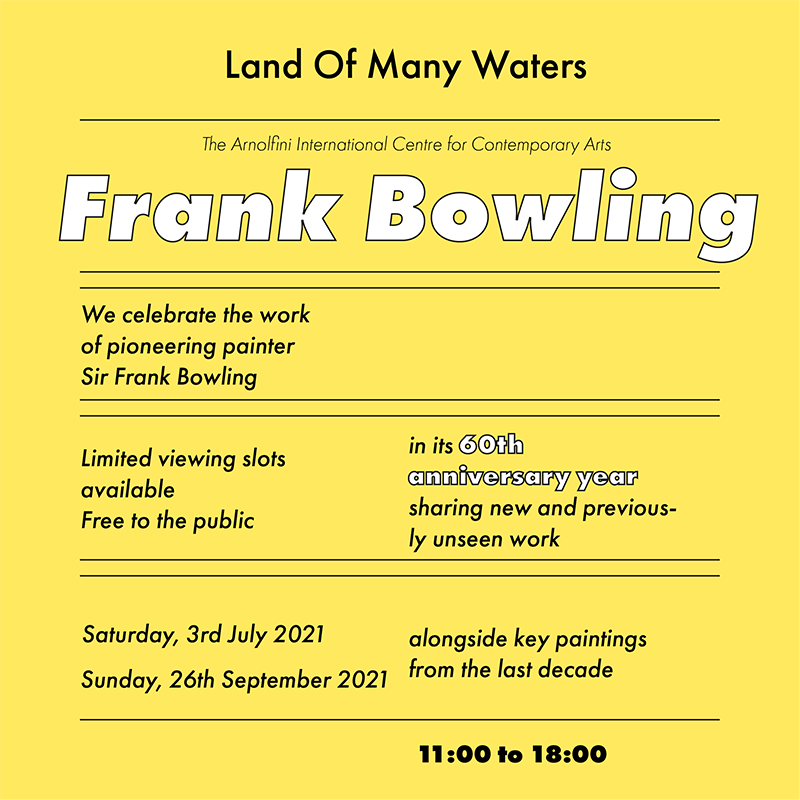 Land Of Many Waters
The Arnolfini International Centre for Contemporary Arts
Frank Bowling
We celebrate the work
of pioneering painter
Sir Frank Bowling
Limited viewing slots
available
Free to the public
in its 60th
anniversary year
sharing new and previous-
ly unseen work
Saturday, 3rd July 2021
Sunday, 26th September 2021
alongside key paintings
from the last decade
11:00 to 18:00